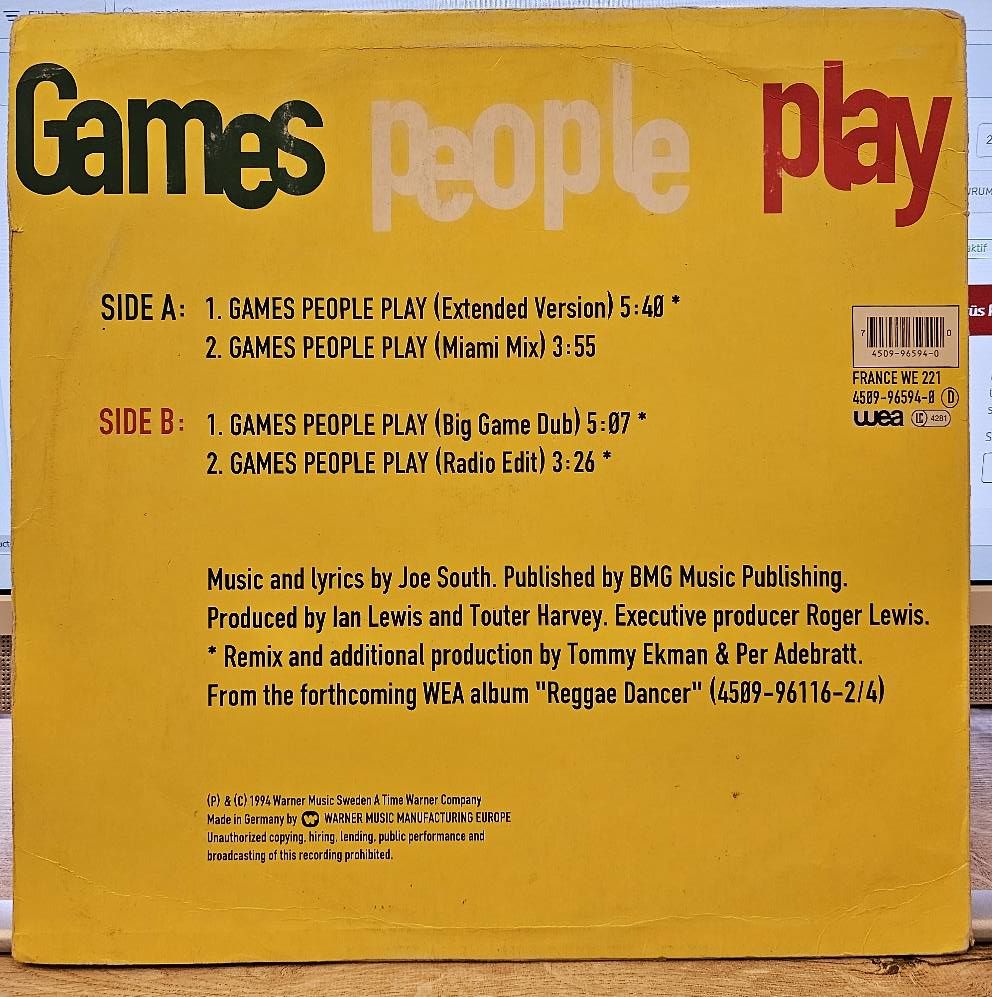 Games people play
SIDE A: 1. GAMES PEOPLE PLAY (Extended Version) 5:40 *
2. GAMES PEOPLE PLAY (Miami Mix) 3:55
SIDE B: 1. GAMES PEOPLE PLAY (Big Game Dub) 5:07 *
2. GAMES PEOPLE PLAY (Radio Edit) 3:26 *
7 4509-96594-0 0
FRANCE WE 221
4509-96594-0 D
wea LC 4281
Music and lyrics by Joe South. Published by BMG Music Publishing.
Produced by Ian Lewis and Touter Harvey. Executive producer Roger Lewis.
* Remix and additional production by Tommy Ekman & Per Adebratt.
From the forthcoming WEA album "Reggae Dancer" (4509-96116-2/4)
(P) & (C) 1994 Warner Music Sweden A Time Warner Company
Made in Germany by WARNER MUSIC MANUFACTURING EUROPE
Unauthorized copying, hiring, lending, public performance and
broadcasting of this recording prohibited.